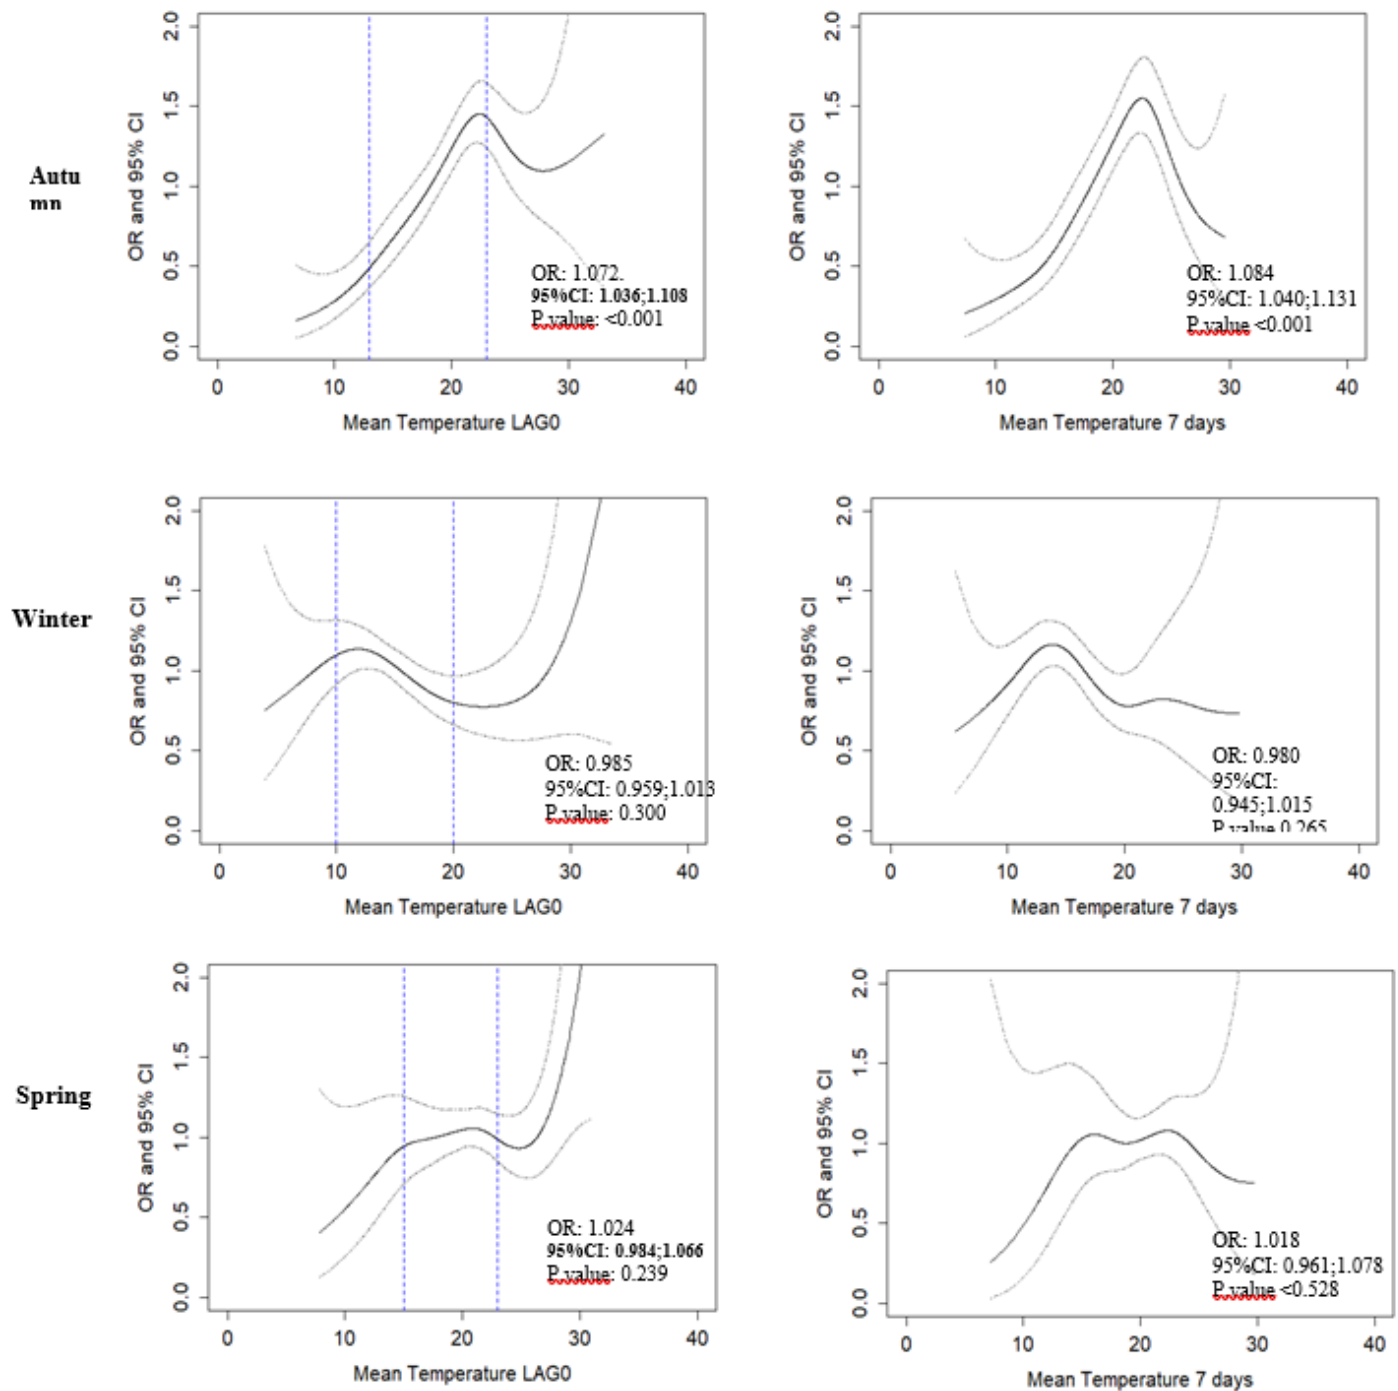 Autu
mn
OR and 95% CI
2.0
1.5
1.0
0.5
0.0
OR: 1.072.
95%CI: 1.036;1.108
P value: <0.001
0 10 20 30 40
Mean Temperature LAG0
OR and 95% CI
2.0
1.5
1.0
0.5
0.0
OR: 1.084
95%CI: 1.040;1.131
P value <0.001
0 10 20 30 40
Mean Temperature 7 days
Winter
OR and 95% CI
2.0
1.5
1.0
0.5
0.0
OR: 0.985
95%CI: 0.959;1.013
P value: 0.300
0 10 20 30 40
Mean Temperature LAG0
OR and 95% CI
2.0
1.5
1.0
0.5
0.0
OR: 0.980
95%CI:
0.945;1.015
P value 0.265
0 10 20 30 40
Mean Temperature 7 days
Spring
OR and 95% CI
2.0
1.5
1.0
0.5
0.0
OR: 1.024
95%CI: 0.984;1.066
P value: 0.239
0 10 20 30 40
Mean Temperature LAG0
OR and 95% CI
2.0
1.5
1.0
0.5
0.0
OR: 1.018
95%CI: 0.961;1.078
P value <0.528
0 10 20 30 40
Mean Temperature 7 days